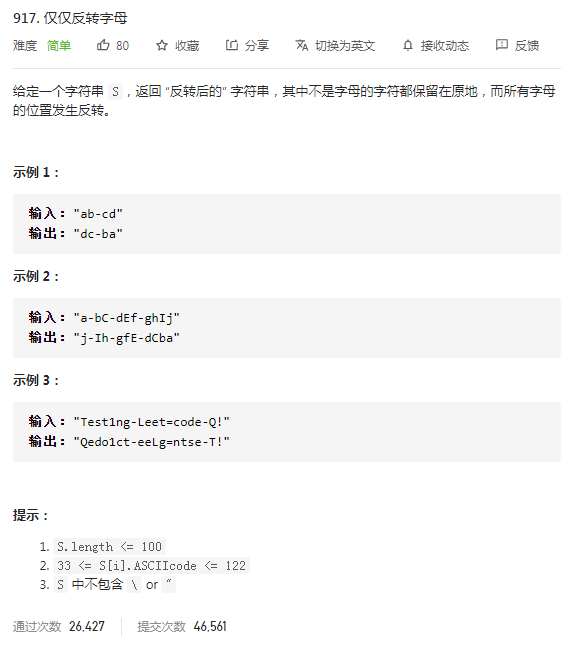 917. 仅仅反转字母
难度 简单 80 收藏 分享 切换为英文 接收动态 反馈
给定一个字符串 S，返回 “反转后的” 字符串，其中不是字母的字符都保留在原地，而所有字母
的位置发生反转。
示例 1：
输入："ab-cd"
输出："dc-ba"
示例 2：
输入："a-bC-dEf-ghIj"
输出："j-Ih-gfE-dCba"
示例 3：
输入："Test1ng-Leet=code-Q!"
输出："Qedo1ct-eeLg=ntse-T!"
提示：
1. S.length <= 100
2. 33 <= S[i].ASCIIcode <= 122
3. S 中不包含 \ or "
通过次数 26,427 提交次数 46,561